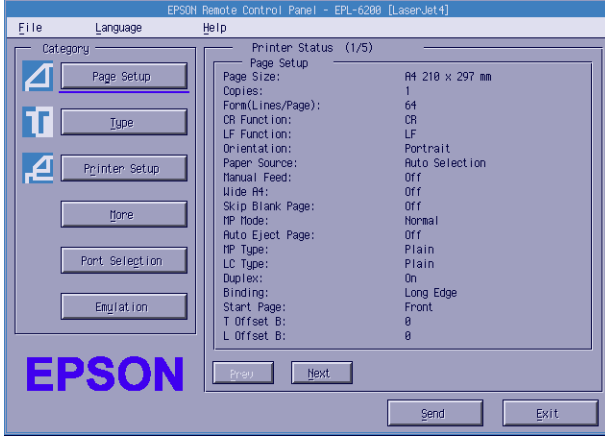 EPSON Remote Control Panel - EPL-6200 [LaserJet4]
File Language Help
Category
Page Setup
Type
Printer Setup
More
Port Selection
Emulation
EPSON
Printer Status (1/5)
Page Setup
Page Size: A4 210 x 297 mm
Copies: 1
Form(Lines/Page): 64
CR Function: CR
LF Function: LF
Orientation: Portrait
Paper Source: Auto Selection
Manual Feed: Off
Wide A4: Off
Skip Blank Page: Off
MP Mode: Normal
Auto Eject Page: Off
MP Type: Plain
LC Type: Plain
Duplex: On
Binding: Long Edge
Start Page: Front
T Offset B: 0
L Offset B: 0
Prev Next
Send Exit